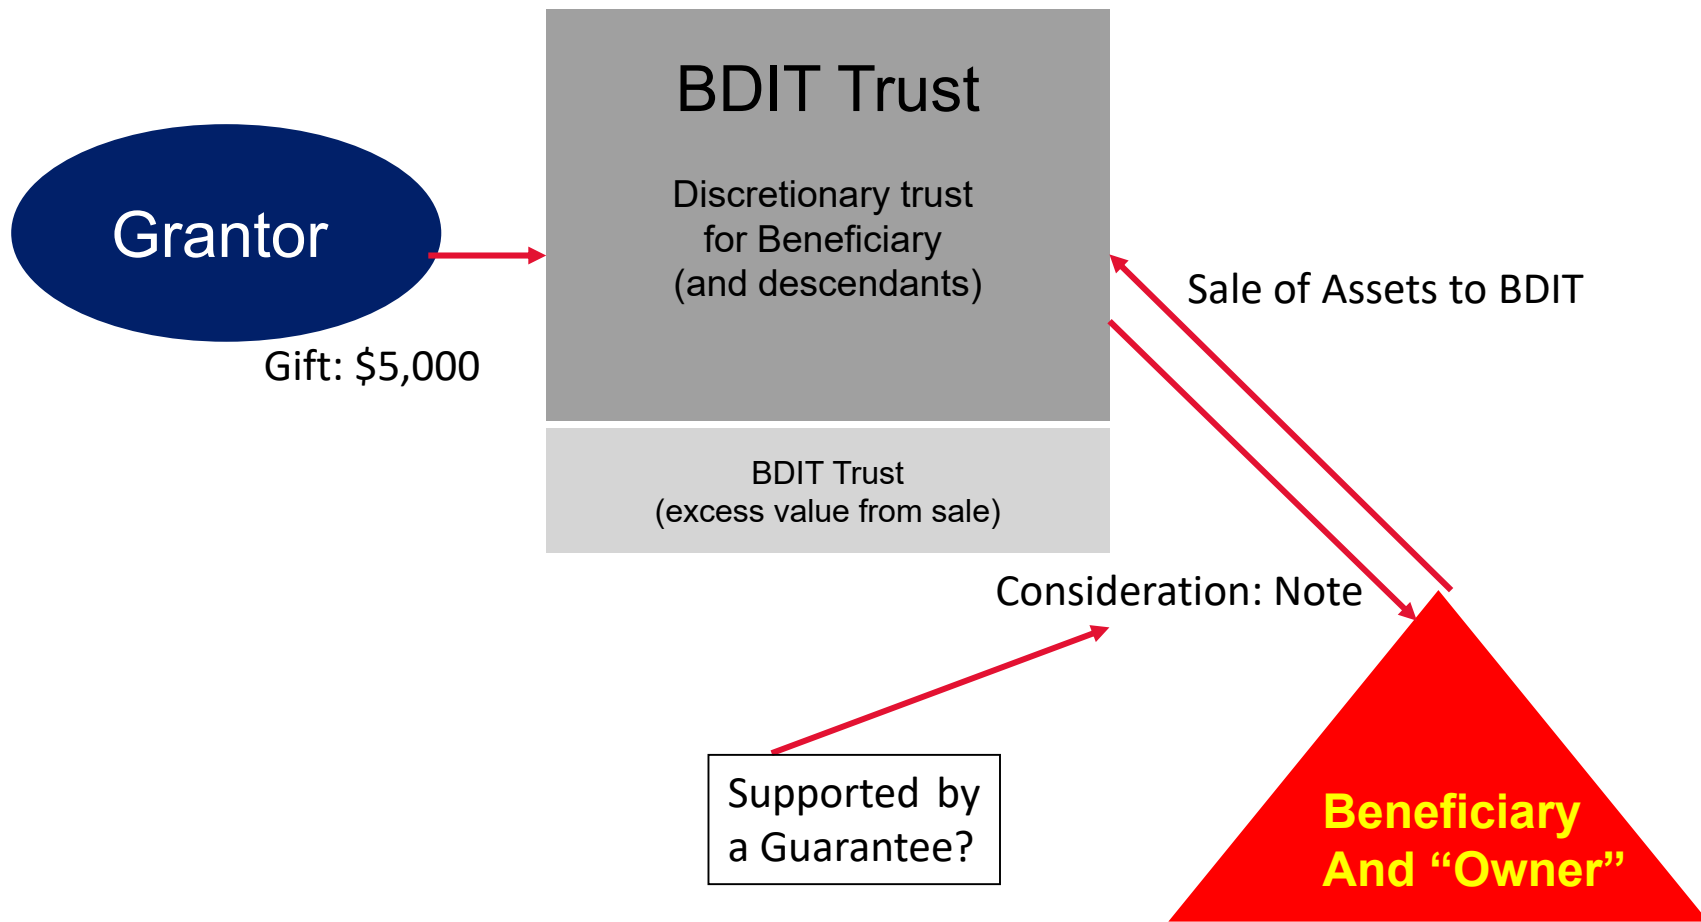 BDIT Trust
Discretionary trust
for Beneficiary
(and descendants)
Grantor
Gift: $5,000
Sale of Assets to BDIT
BDIT Trust
(excess value from sale)
Consideration: Note
Supported by
a Guarantee?
Beneficiary
And “Owner”